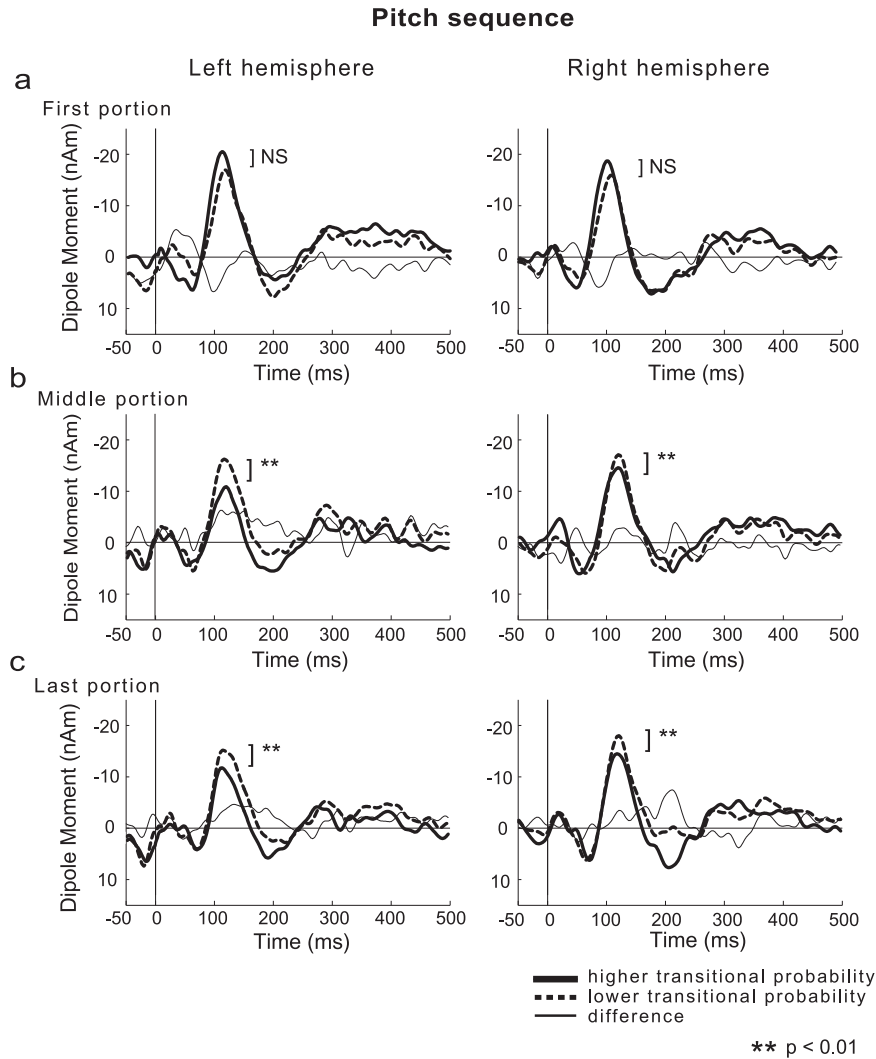 Pitch sequence
Left hemisphere
Right hemisphere
a
First portion
Dipole Moment (nAm)
-20
-10
0
10
NS
-50 0 100 200 300 400 500
Time (ms)
-20
-10
0
10
NS
-50 0 100 200 300 400 500
Time (ms)
b
Middle portion
Dipole Moment (nAm)
-20
-10
0
10
**
-50 0 100 200 300 400 500
Time (ms)
-20
-10
0
10
**
-50 0 100 200 300 400 500
Time (ms)
c
Last portion
Dipole Moment (nAm)
-20
-10
0
10
**
-50 0 100 200 300 400 500
Time (ms)
-20
-10
0
10
**
-50 0 100 200 300 400 500
Time (ms)
higher transitional probability
lower transitional probability
difference
** p < 0.01